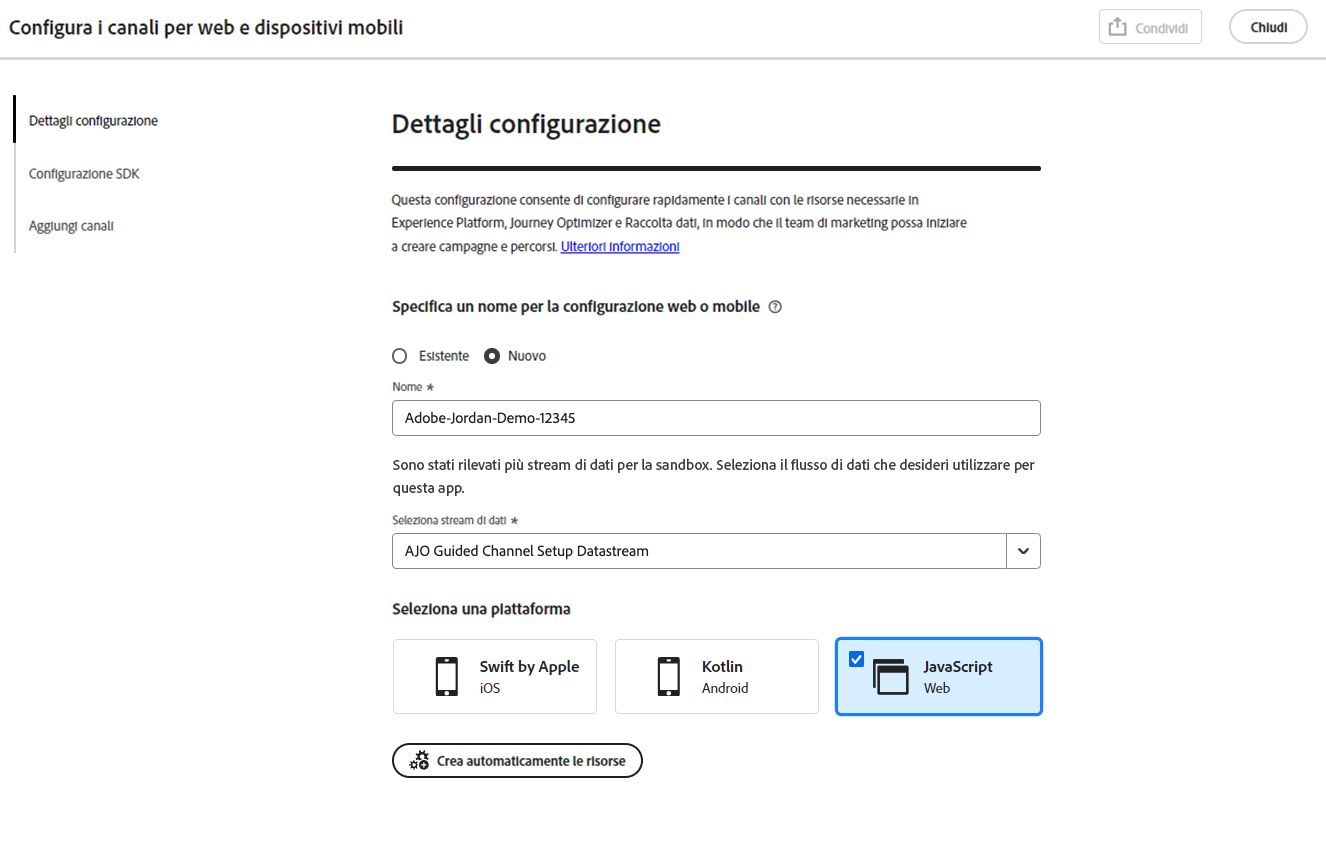 Configura i canali per web e dispositivi mobili
Condividi
Chiudi
Dettagli configurazione
Configurazione SDK
Aggiungi canali
Dettagli configurazione
Questa configurazione consente di configurare rapidamente i canali con le risorse necessarie in
Experience Platform, Journey Optimizer e Raccolta dati, in modo che il team di marketing possa iniziare
a creare campagne e percorsi. Ulteriori informazioni
Specifica un nome per la configurazione web o mobile
Esistente
Nuovo
Nome *
Adobe-Jordan-Demo-12345
Sono stati rilevati più stream di dati per la sandbox. Seleziona il flusso di dati che desideri utilizzare per
questa app.
Seleziona stream di dati *
AJO Guided Channel Setup Datastream
Seleziona una piattaforma
Swift by Apple
iOS
Kotlin
Android
JavaScript
Web
Crea automaticamente le risorse